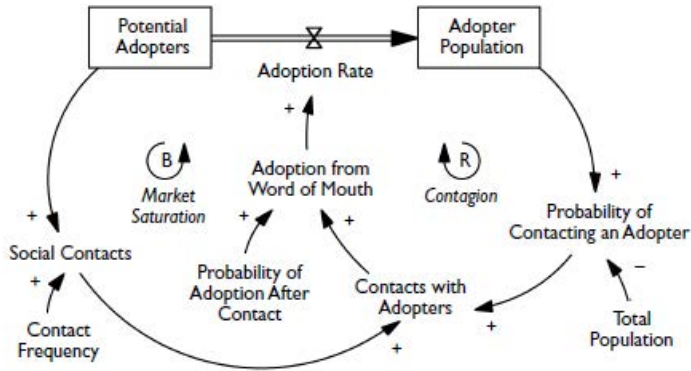 Potential
Adopters
Adopter
Population
Adoption Rate
+
B
Market
Saturation
Adoption from
Word of Mouth
R
Contagion
+
+
+
+
Social Contacts
+
Probability of
Contacting an Adopter
Probability of
Adoption After
Contact
Contacts with
Adopters
−
Contact
Frequency
+
+
Total
Population